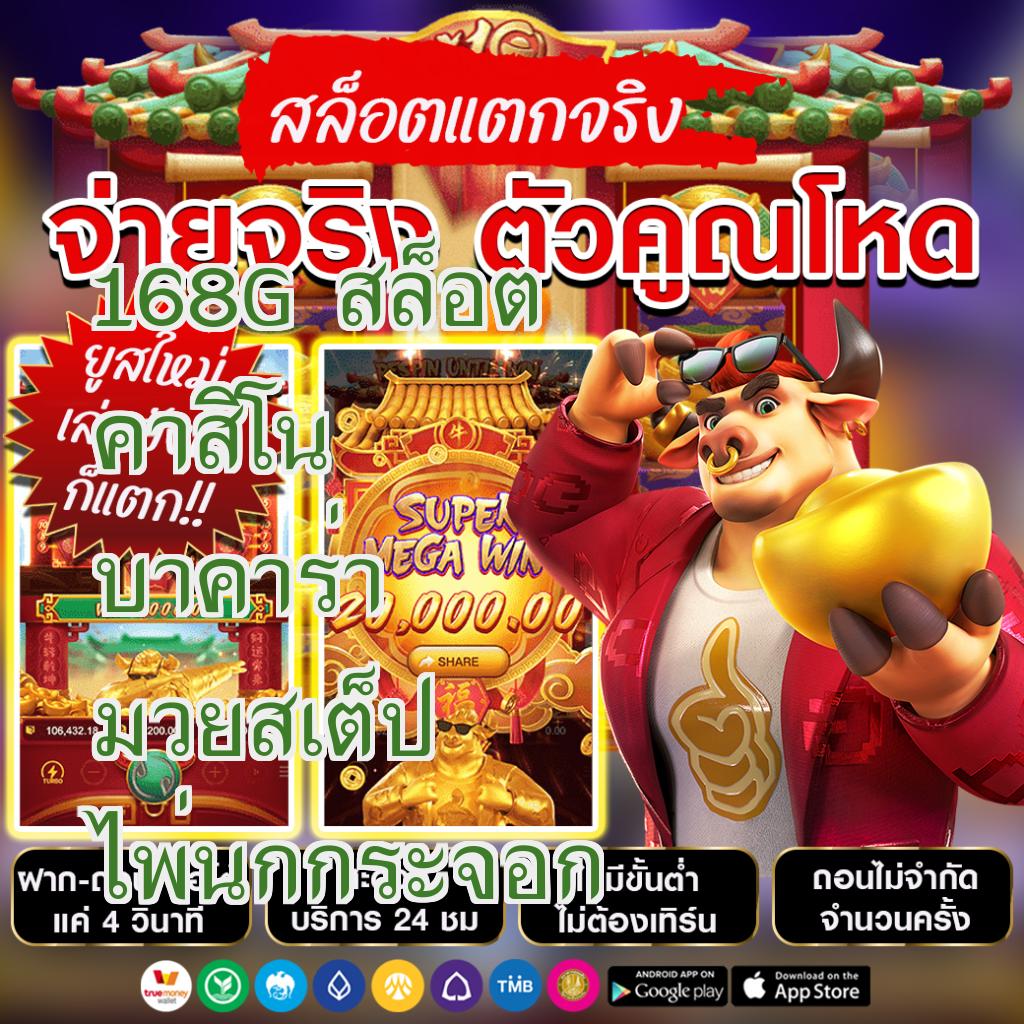 สล็อตแตกจริง
จ่ายจริง ตัวคูณโหด
168G สล็อต
ยูสใหม่
ก็แตก!!
คาสิโน
SUPER
MEGA WIN
บาคาร่า
20,000.00
SHARE
มวยสเต็ป
106,432.18
TURBO
0.00
ไพ่นกกระจอก
แค่ 4 วินาที
บริการ 24 ชม
มีขั้นต่ำ
ไม่ต้องเทิร์น
ถอนไม่จำกัด
จำนวนครั้ง
truemoney
wallet
TMB
ANDROID APP ON
Google play
Download on the
App Store